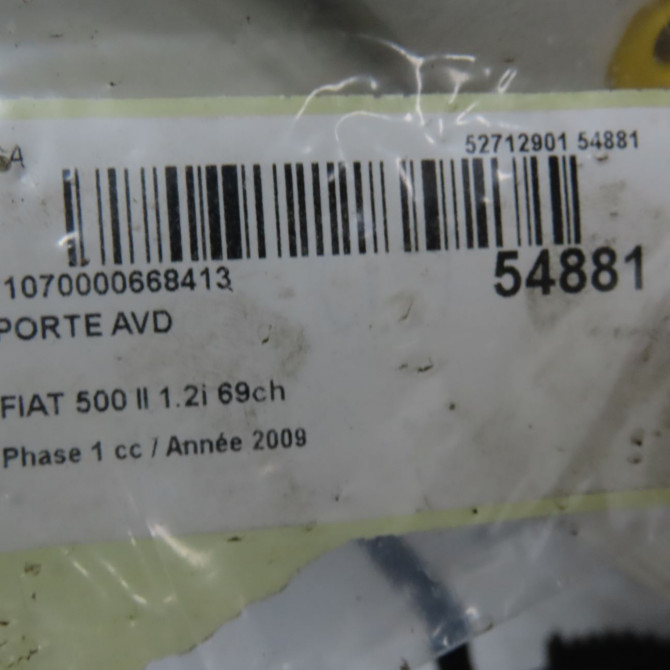 52712901 54881
1070000668413
54881
PORTE AVD
FIAT 500 II 1.2i 69ch
Phase 1 cc / Année 2009